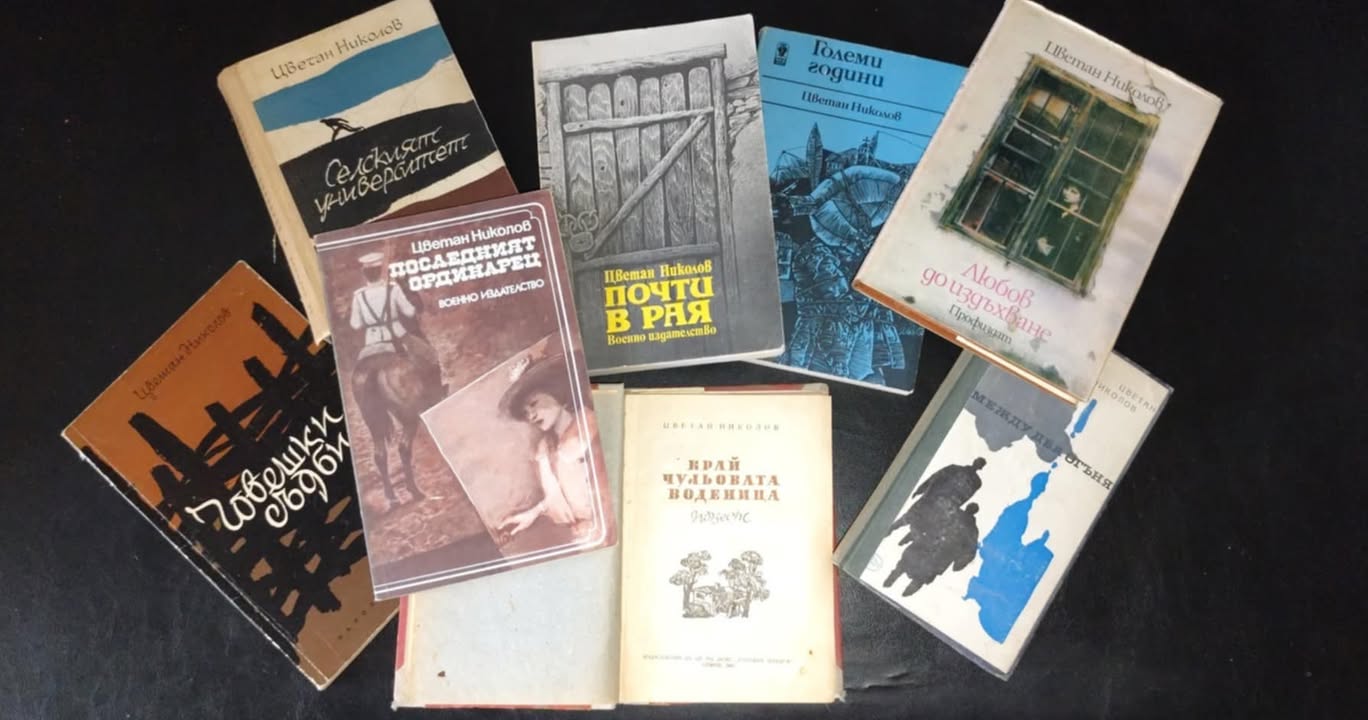 Цветан Николов
Селският
университет
Цветан Николов
ПОЧТИ
В РАЯ
Военно издателство
Големи
години
Цветан Николов
Цветан Николов
Любов
до издъхване
Профиздат
Цветан Николов
ПОСЛЕДНИЯТ
ОРДИНАРЕЦ
ВОЕННО ИЗДАТЕЛСТВО
Цветан Николов
Човешки
съдби
ЦВЕТАН НИКОЛОВ
КРАЙ
ЧУЛЬОВАТА
ВОДЕНИЦА
повест
ЦВЕТАН
НИКОЛОВ
МЕЖДУ ДВА ОГЪНЯ